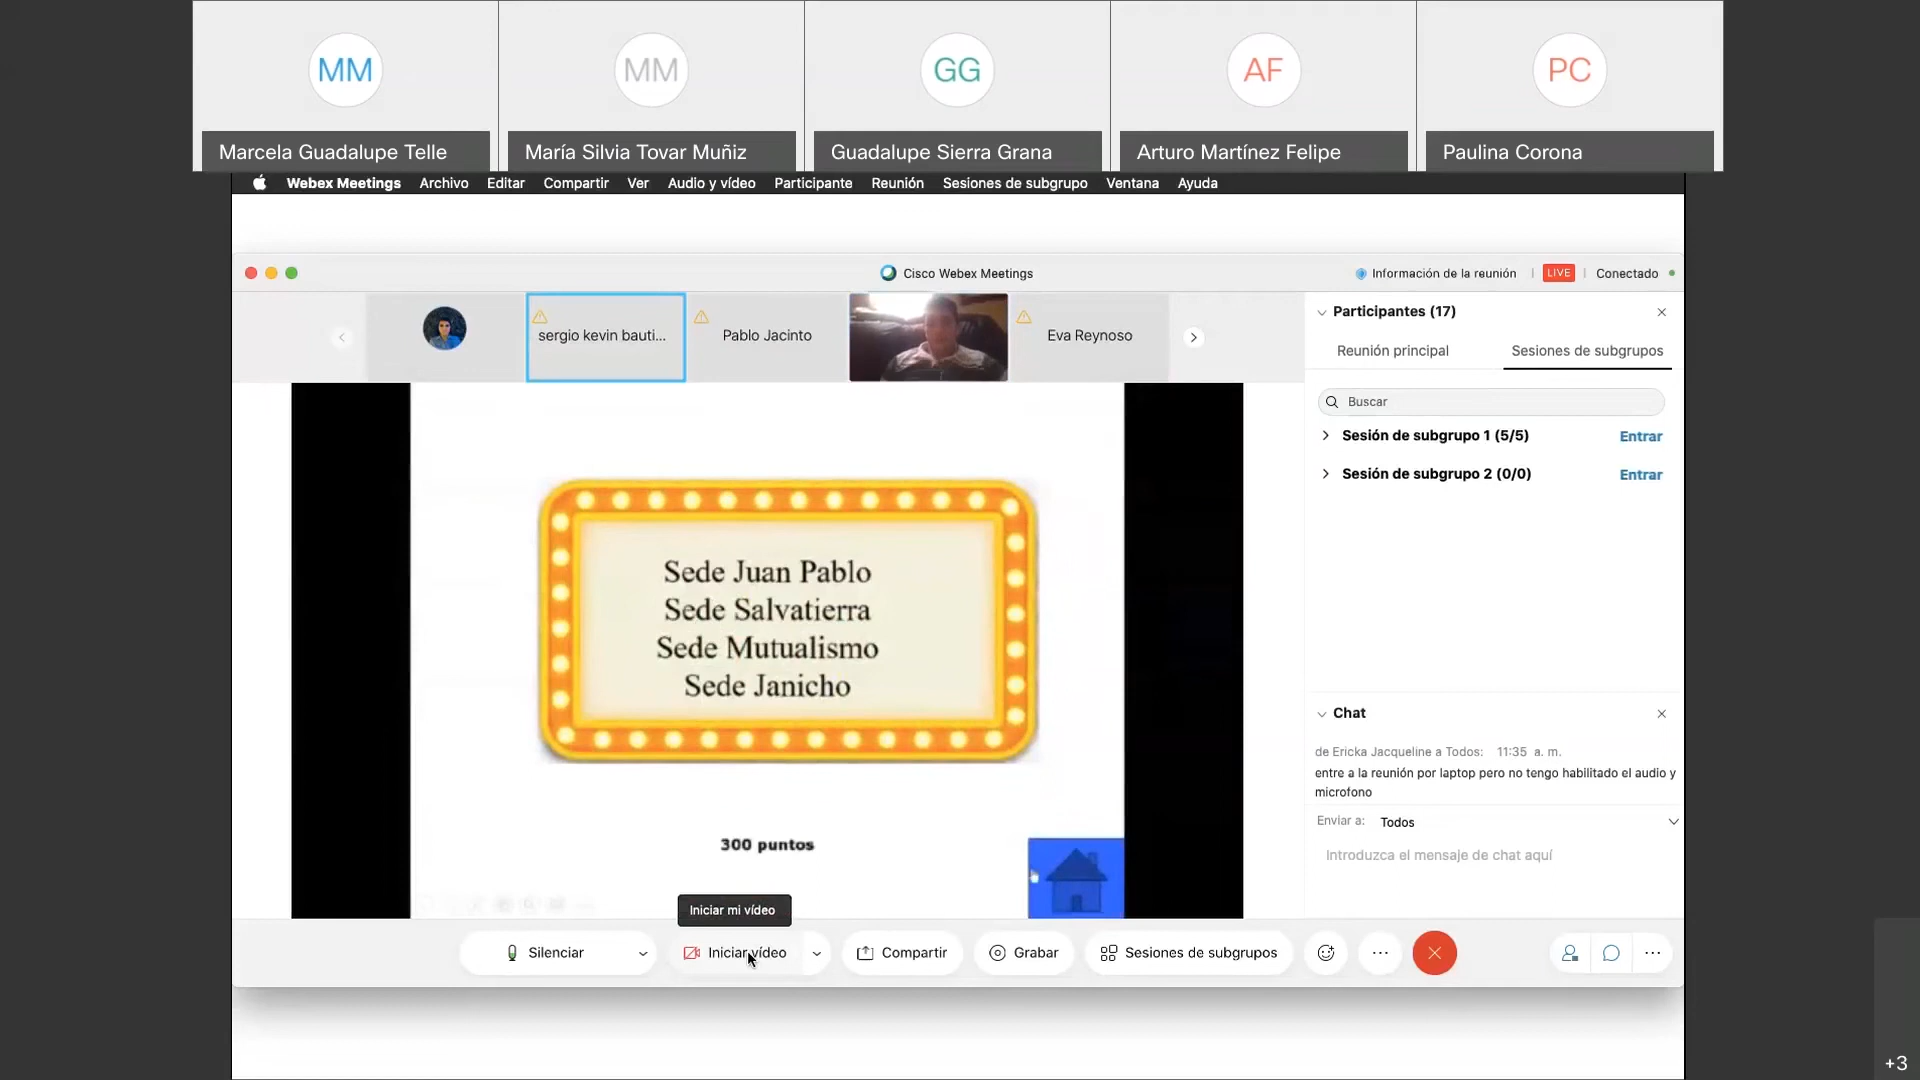 MM
MM
GG
AF
PC
Marcela Guadalupe Telle
María Silvia Tovar Muñiz
Guadalupe Sierra Grana
Arturo Martínez Felipe
Paulina Corona
Webex Meetings Archivo Editar Compartir Ver Audio y vídeo Participante Reunión Sesiones de subgrupo Ventana Ayuda
Cisco Webex Meetings
Información de la reunión
LIVE
Conectado
sergio kevin bauti...
Pablo Jacinto
Eva Reynoso
Participantes (17)
Reunión principal
Sesiones de subgrupos
Buscar
Sesión de subgrupo 1 (5/5) Entrar
Sesión de subgrupo 2 (0/0) Entrar
Sede Juan Pablo
Sede Salvatierra
Sede Mutualismo
Sede Janicho
300 puntos
Chat
de Ericka Jacqueline a Todos: 11:35 a. m.
entre a la reunión por laptop pero no tengo habilitado el audio y
microfono
Enviar a: Todos
Introduzca el mensaje de chat aquí
Iniciar mi vídeo
Silenciar
Iniciar vídeo
Compartir
Grabar
Sesiones de subgrupos
+3